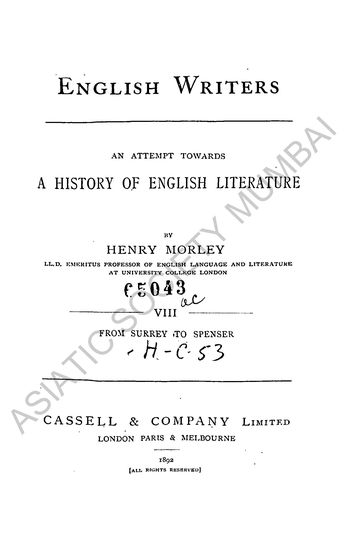 ENGLISH WRITERS
AN ATTEMPT TOWARDS
A HISTORY OF ENGLISH LITERATURE
BY
HENRY MORLEY
LL.D. EMERITUS PROFESSOR OF ENGLISH LANGUAGE AND LITERATURE
AT UNIVERSITY COLLEGE LONDON
65043
VIII
FROM SURREY TO SPENSER
H-C-53
CASSELL & COMPANY LIMITED
LONDON PARIS & MELBOURNE
1892
[ALL RIGHTS RESERVED]
ASIATIC SOCIETY MUMBAI